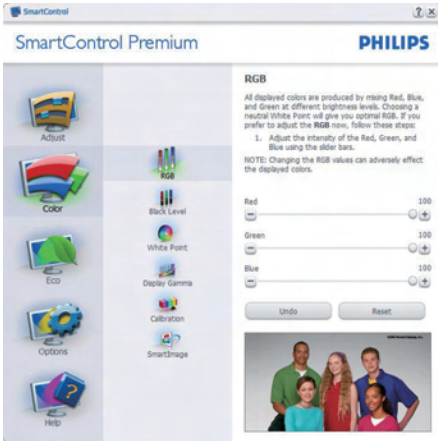 SmartControl
SmartControl Premium
PHILIPS
Adjust
Color
Eco
Options
Help
RGB
Black Level
White Point
Display Gamma
Calibration
SmartImage
RGB
All displayed colors are produced by mixing Red, Blue,
and Green at different brightness levels. Choosing a
neutral White Point will give you optimal RGB. If you
prefer to adjust the RGB now, follow these steps:
1. Adjust the intensity of the Red, Green, and
Blue using the slider bars.
NOTE: Changing the RGB values can adversely effect
the displayed colors.
Red 100
Green 100
Blue 100
Undo Reset